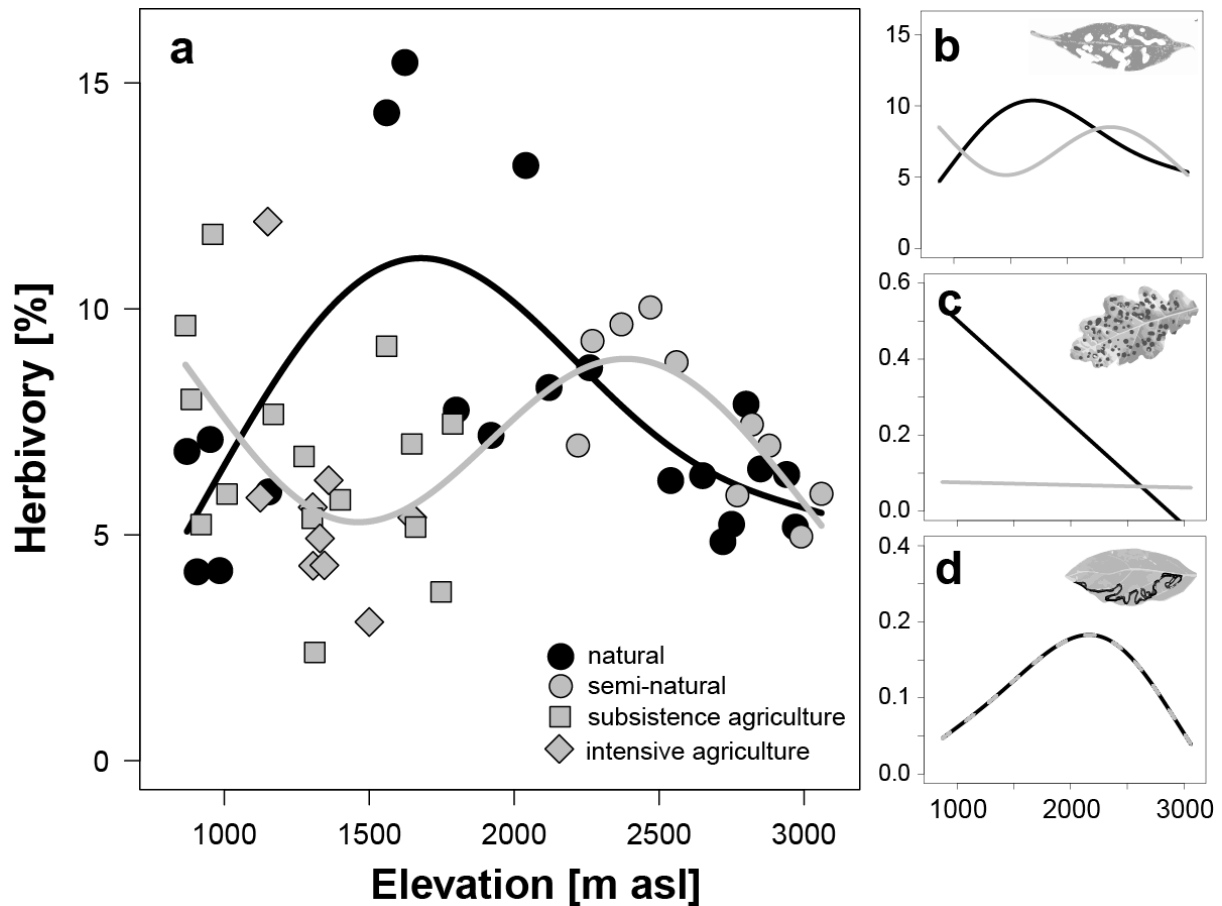 a
15
10
5
0
Herbivory [%]
natural
semi-natural
subsistence agriculture
intensive agriculture
1000 1500 2000 2500 3000
Elevation [m asl]
b
15
10
5
0
c
0.6
0.4
0.2
0.0
d
0.4
0.2
0.1
0.0
1000 2000 3000